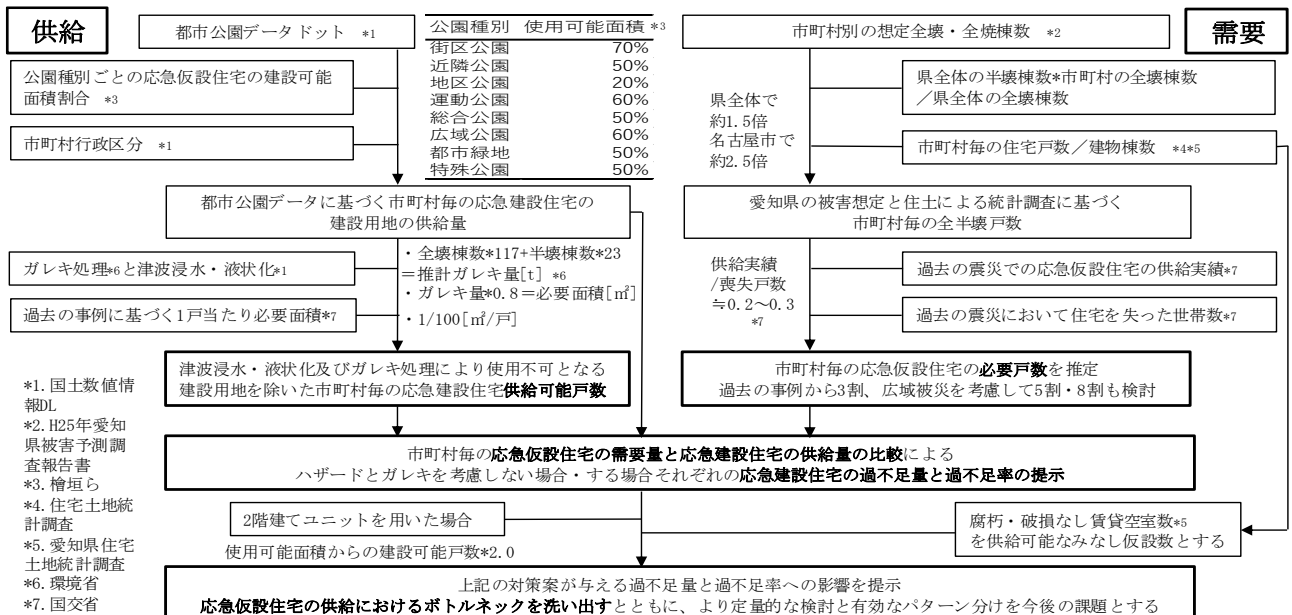 供給
都市公園データドット *1
公園種別 使用可能面積 *3
街区公園 70%
近隣公園 50%
地区公園 20%
運動公園 60%
総合公園 50%
広域公園 60%
都市緑地 50%
特殊公園 50%
市町村別の想定全壊・全焼棟数 *2
需要
公園種別ごとの応急仮設住宅の建設可能
面積割合 *3
市町村行政区分 *1
県全体で
約1.5倍
名古屋市で
約2.5倍
県全体の半壊棟数*市町村の全壊棟数
/県全体の全壊棟数
市町村毎の住宅戸数/建物棟数 *4*5
都市公園データに基づく市町村毎の応急建設住宅の
建設用地の供給量
愛知県の被害想定と住土による統計調査に基づく
市町村毎の全半壊戸数
ガレキ処理*6と津波浸水・液状化*1
過去の事例に基づく1戸当たり必要面積*7
・全壊棟数*117+半壊棟数*23
=推計ガレキ量[t] *6
・ガレキ量*0.8=必要面積[㎡]
・1/100[㎡/戸]
供給実績
/喪失戸数
≒0.2~0.3
*7
過去の震災での応急仮設住宅の供給実績*7
過去の震災において住宅を失った世帯数*7
津波浸水・液状化及びガレキ処理により使用不可となる
建設用地を除いた市町村毎の応急建設住宅供給可能戸数
市町村毎の応急仮設住宅の必要戸数を推定
過去の事例から3割、広域被災を考慮して5割・8割も検討
*1.国土数値情
報DL
*2.H25年愛知
県被害予測調
査報告書
*3.檜垣ら
*4.住宅土地統
計調査
*5.愛知県住宅
土地統計調査
*6.環境省
*7.国交省
市町村毎の応急仮設住宅の需要量と応急建設住宅の供給量の比較による
ハザードとガレキを考慮しない場合・する場合それぞれの応急建設住宅の過不足量と過不足率の提示
2階建てユニットを用いた場合
使用可能面積からの建設可能戸数*2.0
腐朽・破損なし賃貸空室数*5
を供給可能なみなし仮設数とする
上記の対策案が与える過不足量と過不足率への影響を提示
応急仮設住宅の供給におけるボトルネックを洗い出すとともに、より定量的な検討と有効なパターン分けを今後の課題とする